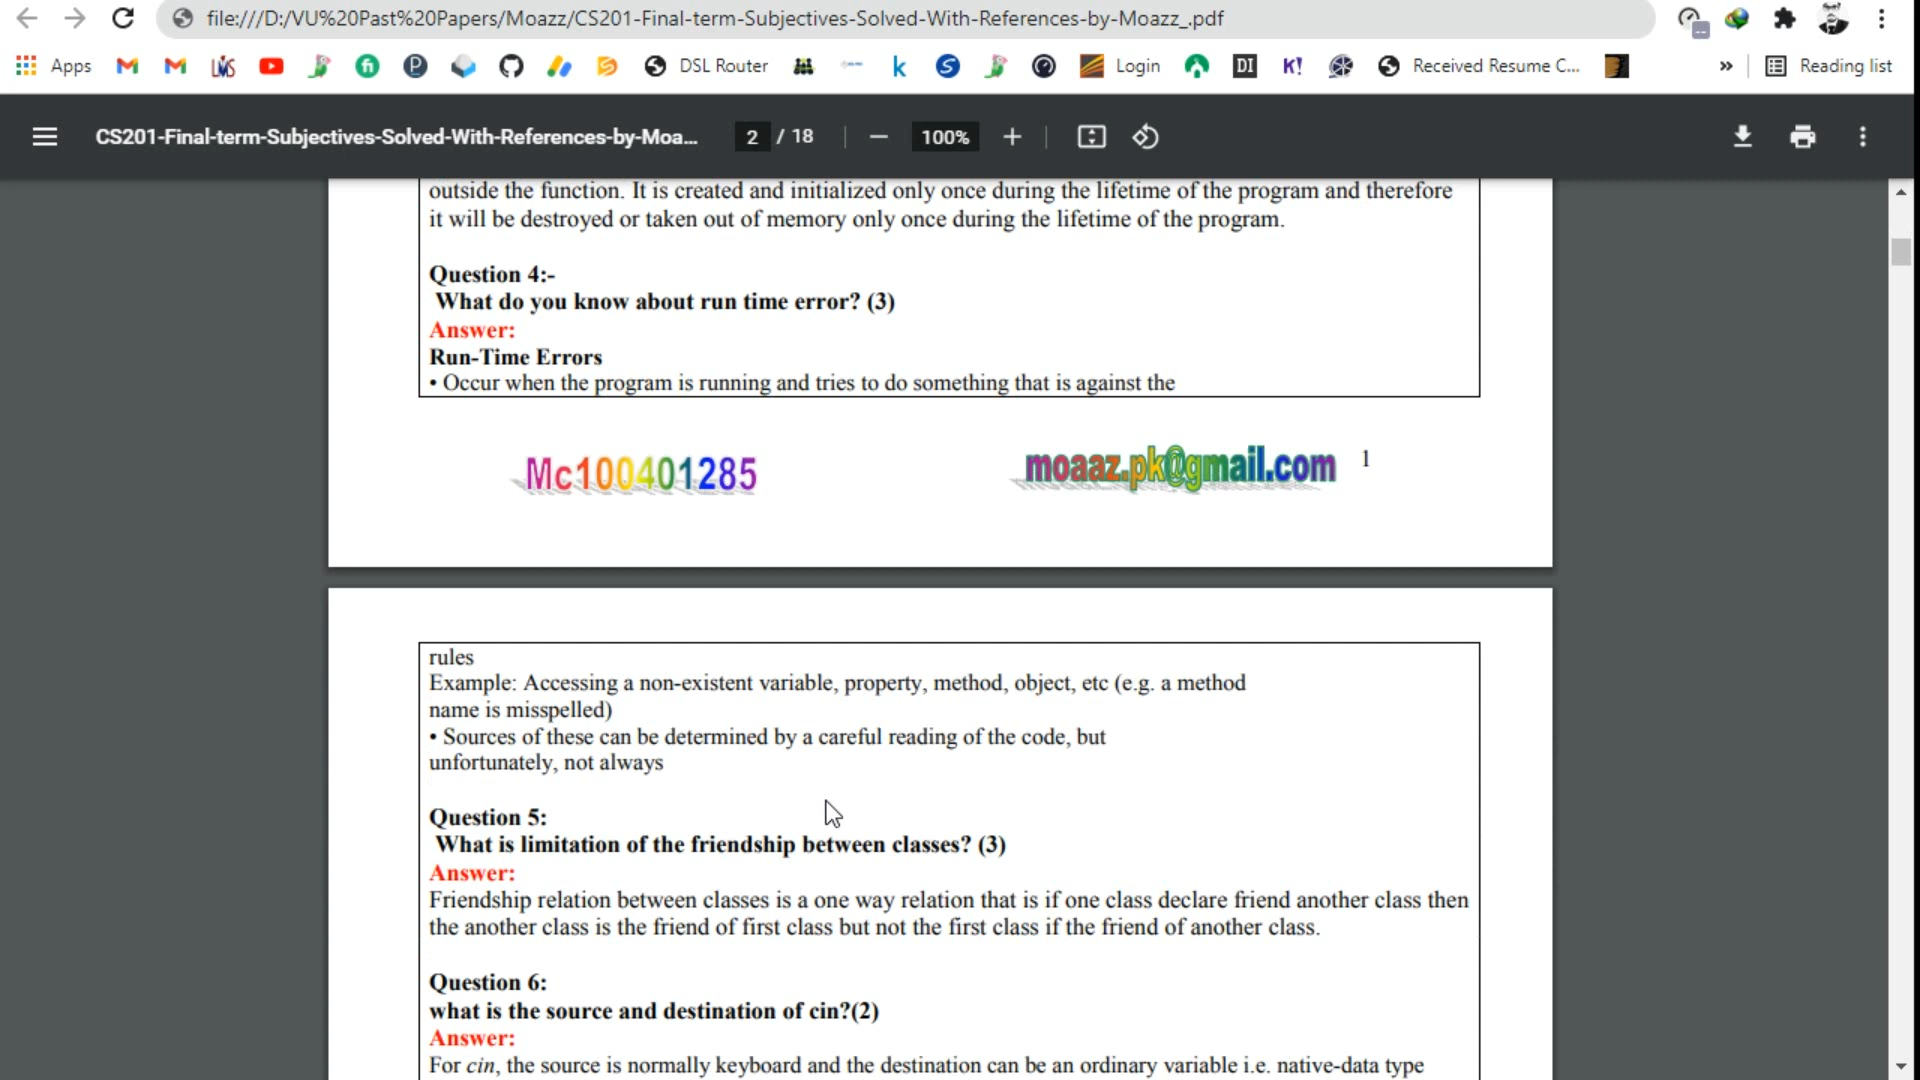 file:///D:/VU%20Past%20Papers/Moazz/CS201-Final-term-Subjectives-Solved-With-References-by-Moazz_.pdf
Apps
DSL Router
Login
DI
K!
Received Resume C...
»
Reading list
CS201-Final-term-Subjectives-Solved-With-References-by-Moa...
2 / 18
100%
outside the function. It is created and initialized only once during the lifetime of the program and therefore
it will be destroyed or taken out of memory only once during the lifetime of the program.
Question 4:-
What do you know about run time error? (3)
Answer:
Run-Time Errors
• Occur when the program is running and tries to do something that is against the
Mc100401285
moaaz.pk@gmail.com
1
rules
Example: Accessing a non-existent variable, property, method, object, etc (e.g. a method
name is misspelled)
• Sources of these can be determined by a careful reading of the code, but
unfortunately, not always
Question 5:
What is limitation of the friendship between classes? (3)
Answer:
Friendship relation between classes is a one way relation that is if one class declare friend another class then
the another class is the friend of first class but not the first class if the friend of another class.
Question 6:
what is the source and destination of cin?(2)
Answer:
For cin, the source is normally keyboard and the destination can be an ordinary variable i.e. native-data type